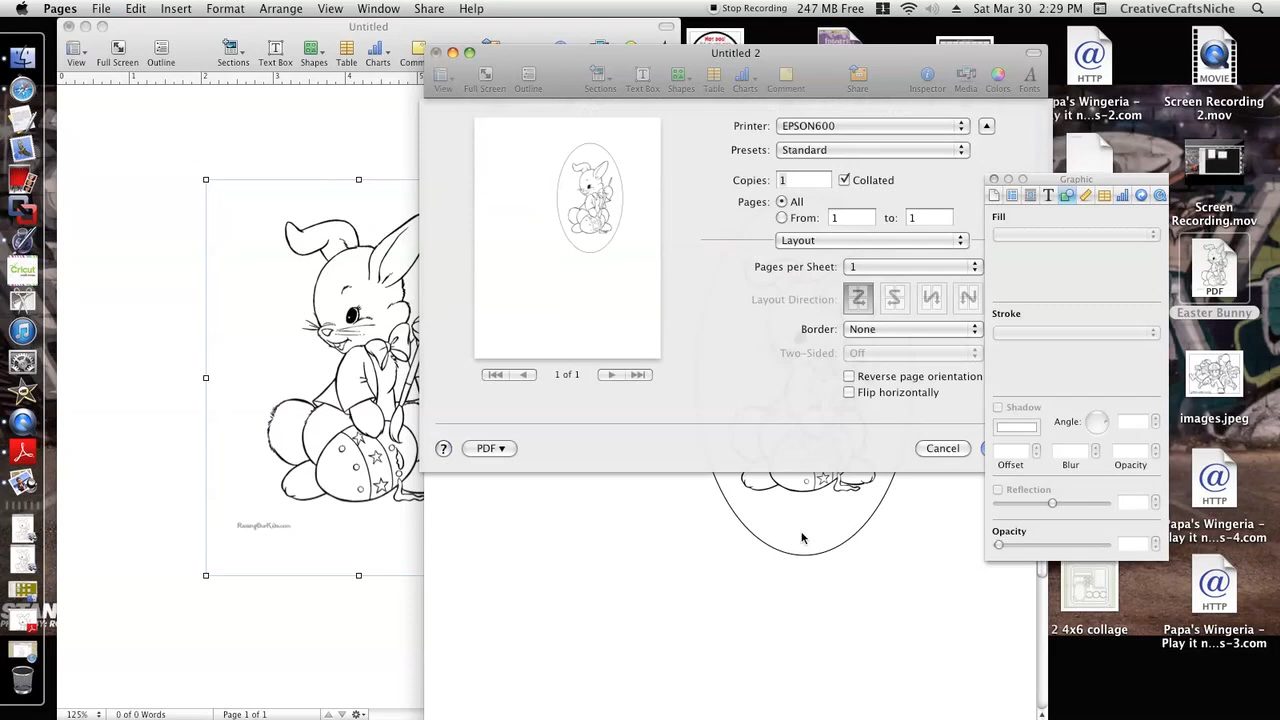 Pages File Edit Insert Format Arrange View Window Share Help Stop Recording 247 MB Free 1 Sat Mar 30 2:29 PM CreativeCraftsNiche
Untitled
View Full Screen Outline Sections Text Box Shapes Table Charts
0 1 2 3 4
Untitled 2
View Full Screen Outline Sections Text Box Shapes Table Charts Comment Share Inspector Media Colors Fonts
Printer: EPSON600
Presets: Standard
Copies: 1 Collated
Pages: All
From: 1 to: 1
Layout
Pages per Sheet: 1
Layout Direction:
Border: None
Two-Sided: Off
Reverse page orientation
Flip horizontally
1 of 1
? PDF Cancel
Graphic
Fill
Stroke
Shadow Angle:
Offset Blur Opacity
Reflection
Opacity
HTTP
Papa's Wingeria -
Play it n...s-2.com
MOVIE
Screen Recording
2.mov
Screen
Recording.mov
PDF
Easter Bunny
images.jpeg
HTTP
Papa's Wingeria -
Play it n...s-4.com
2 4x6 collage
HTTP
Papa's Wingeria -
Play it n...s-3.com
Cricut
125% 0 of 0 Words Page 1 of 1